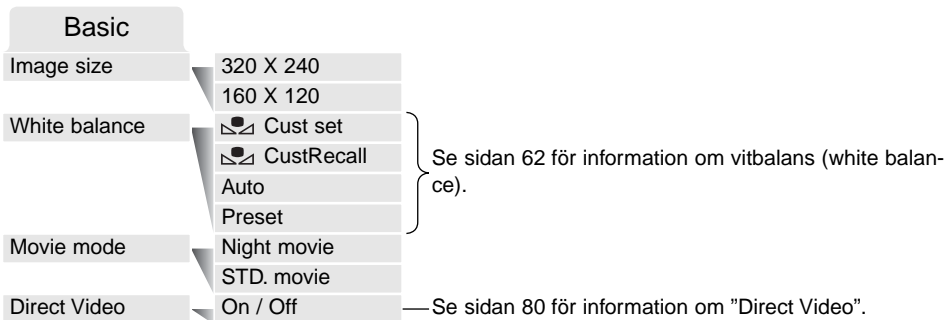 Basic
Image size 320 X 240
160 X 120
White balance Cust set
CustRecall
Auto
Preset
Se sidan 62 för information om vitbalans (white balan-
ce).
Movie mode Night movie
STD. movie
Direct Video On / Off Se sidan 80 för information om ”Direct Video”.